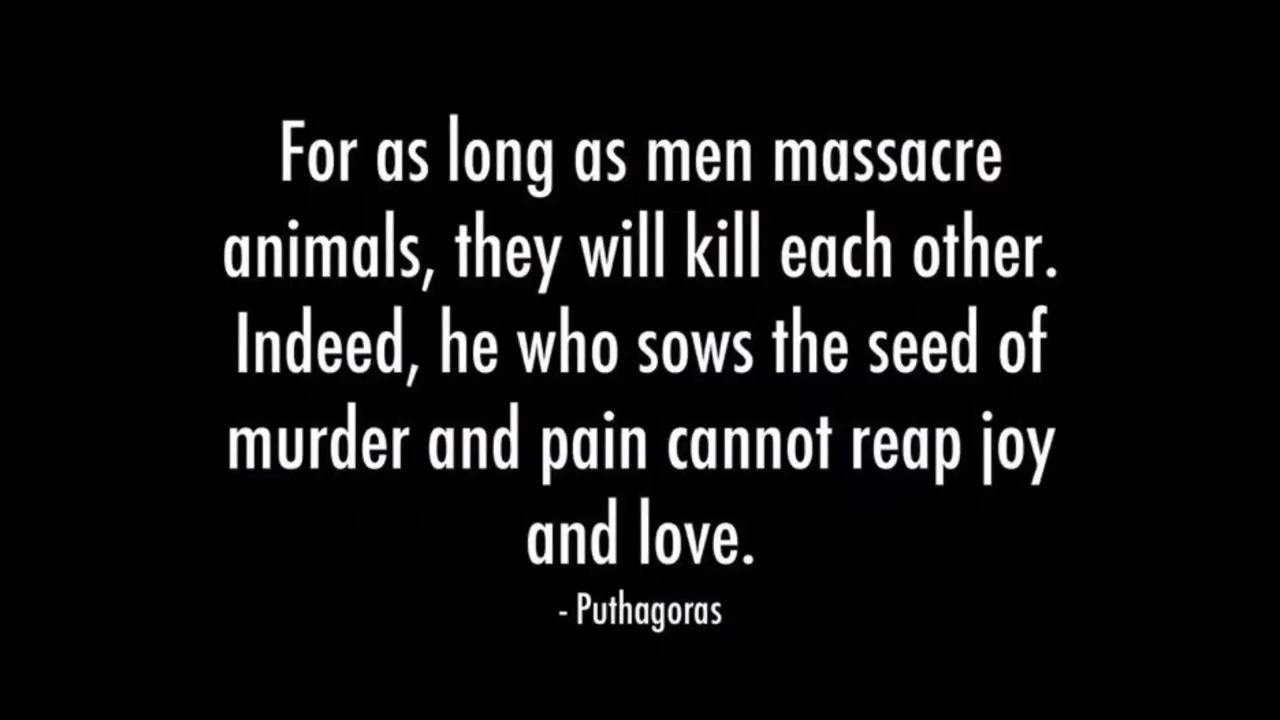 For as long as men massacre
animals, they will kill each other.
Indeed, he who sows the seed of
murder and pain cannot reap joy
and love.
- Puthagoras